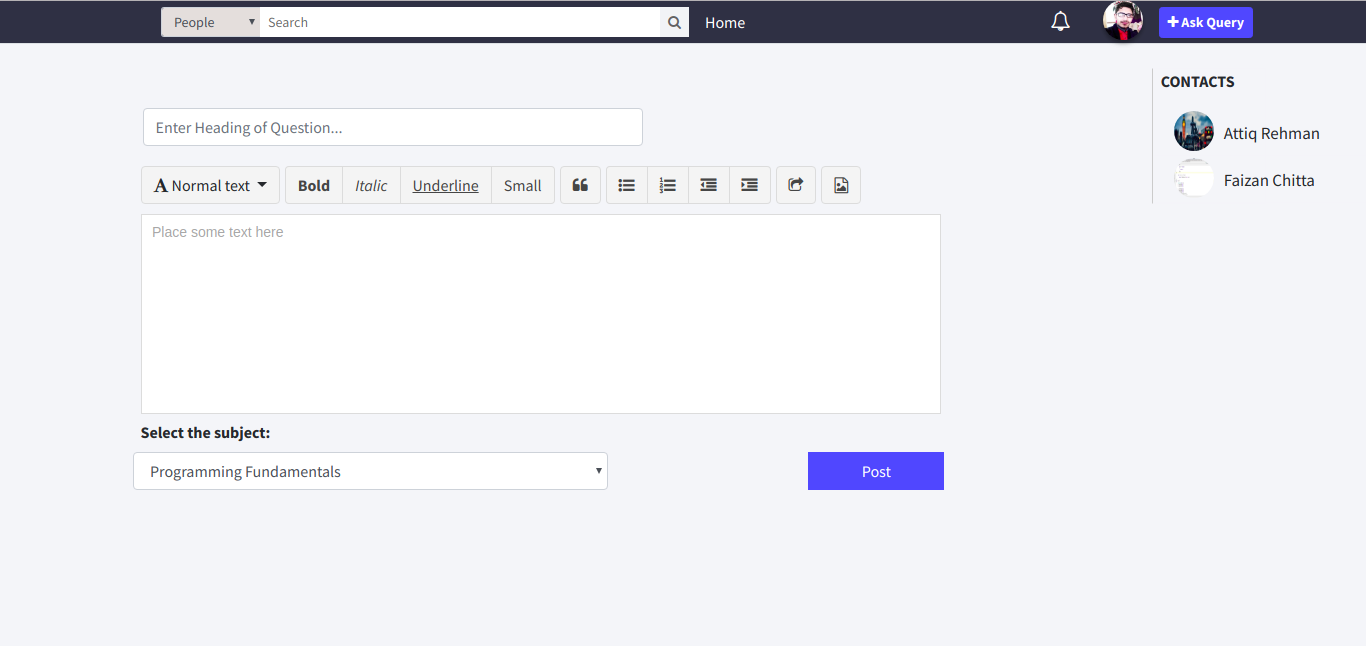 People Search Home Ask Query
CONTACTS
Enter Heading of Question...
Attiq Rehman
Normal text Bold Italic Underline Small
Faizan Chitta
Place some text here
Select the subject:
Programming Fundamentals Post